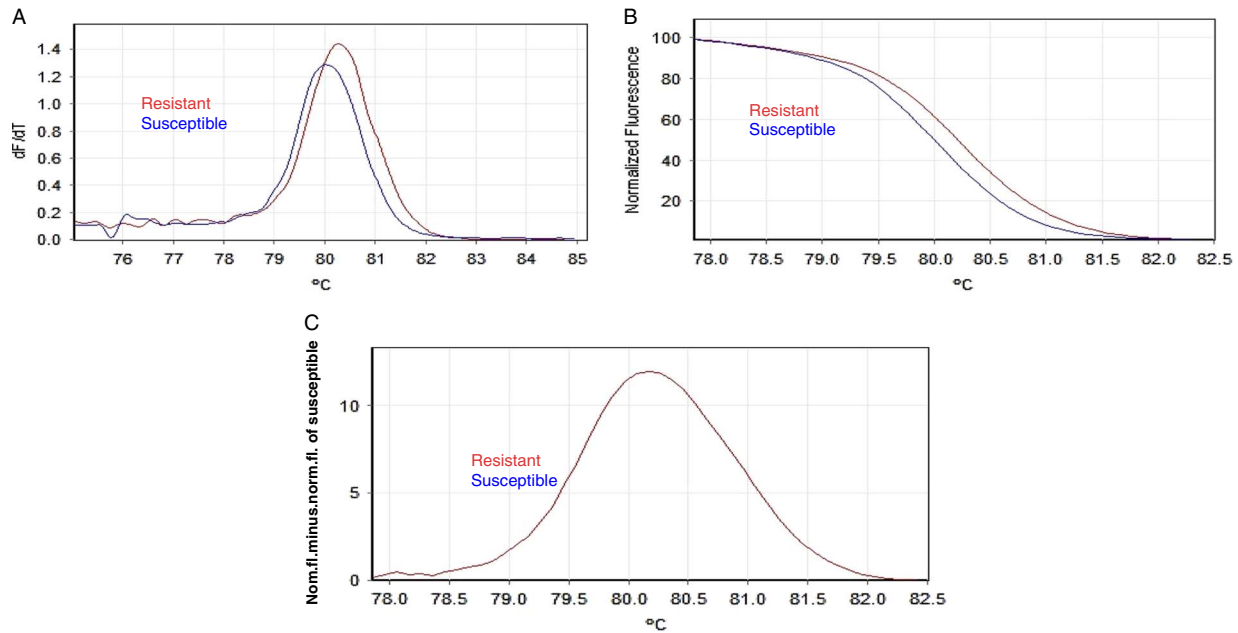 A
dF/dT
1.4
1.2
1.0
0.8
0.6
0.4
0.2
0.0
Resistant
Susceptible
76 77 78 79 80 81 82 83 84 85
°C
B
Normalized Fluorescence
100
80
60
40
20
Resistant
Susceptible
78.0 78.5 79.0 79.5 80.0 80.5 81.0 81.5 82.0 82.5
°C
C
Nom.fl.minus.norm.fl. of susceptible
10
5
0
Resistant
Susceptible
78.0 78.5 79.0 79.5 80.0 80.5 81.0 81.5 82.0 82.5
°C